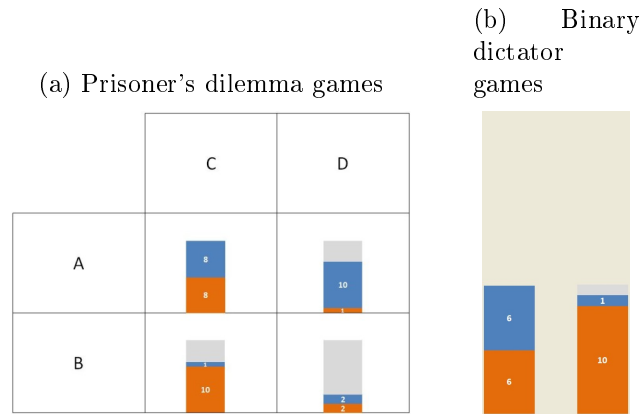 (a) Prisoner's dilemma games
(b) Binary
dictator
games
C
D
A
8
8
10
1
B
1
10
2
2
6
6
1
10